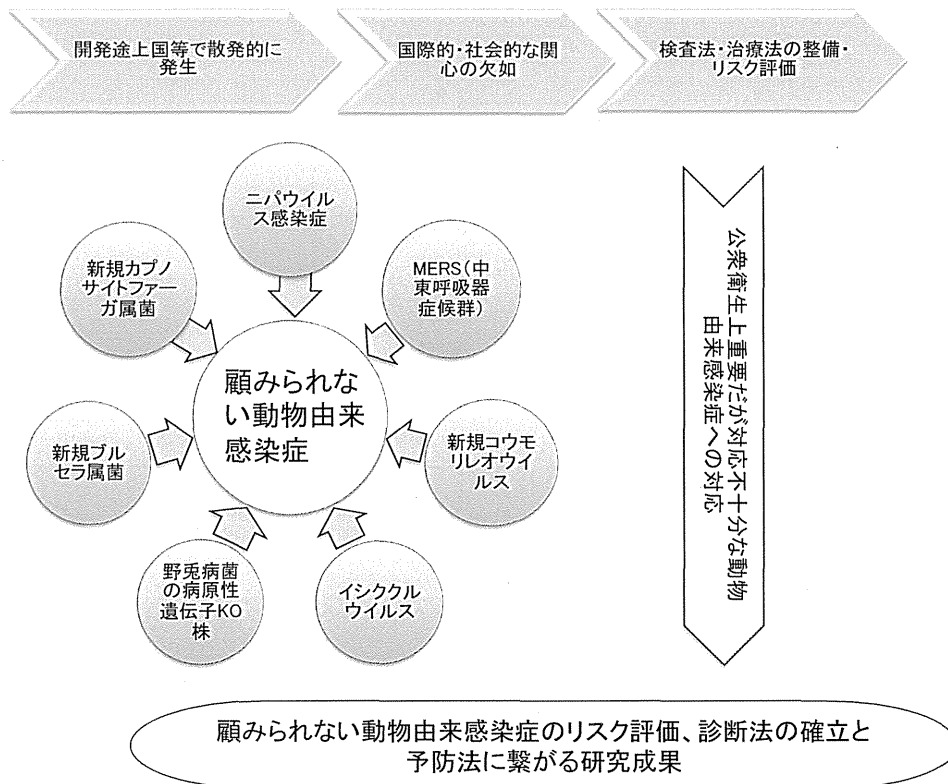 開発途上国等で散発的に
発生
国際的・社会的な関
心の欠如
検査法・治療法の整備・
リスク評価
ニパウイル
ス感染症
MERS(中
東呼吸器
症候群)
新規コウモ
リレオウイ
ルス
イシククル
ウイルス
野兎病菌
の病原性
遺伝子KO
株
新規ブル
セラ属菌
新規カプノ
サイトファー
ガ属菌
顧みられな
い動物由来
感染症
公衆衛生上重要だが対応不十分な動物
由来感染症への対応
顧みられない動物由来感染症のリスク評価、診断法の確立と
予防法に繋がる研究成果